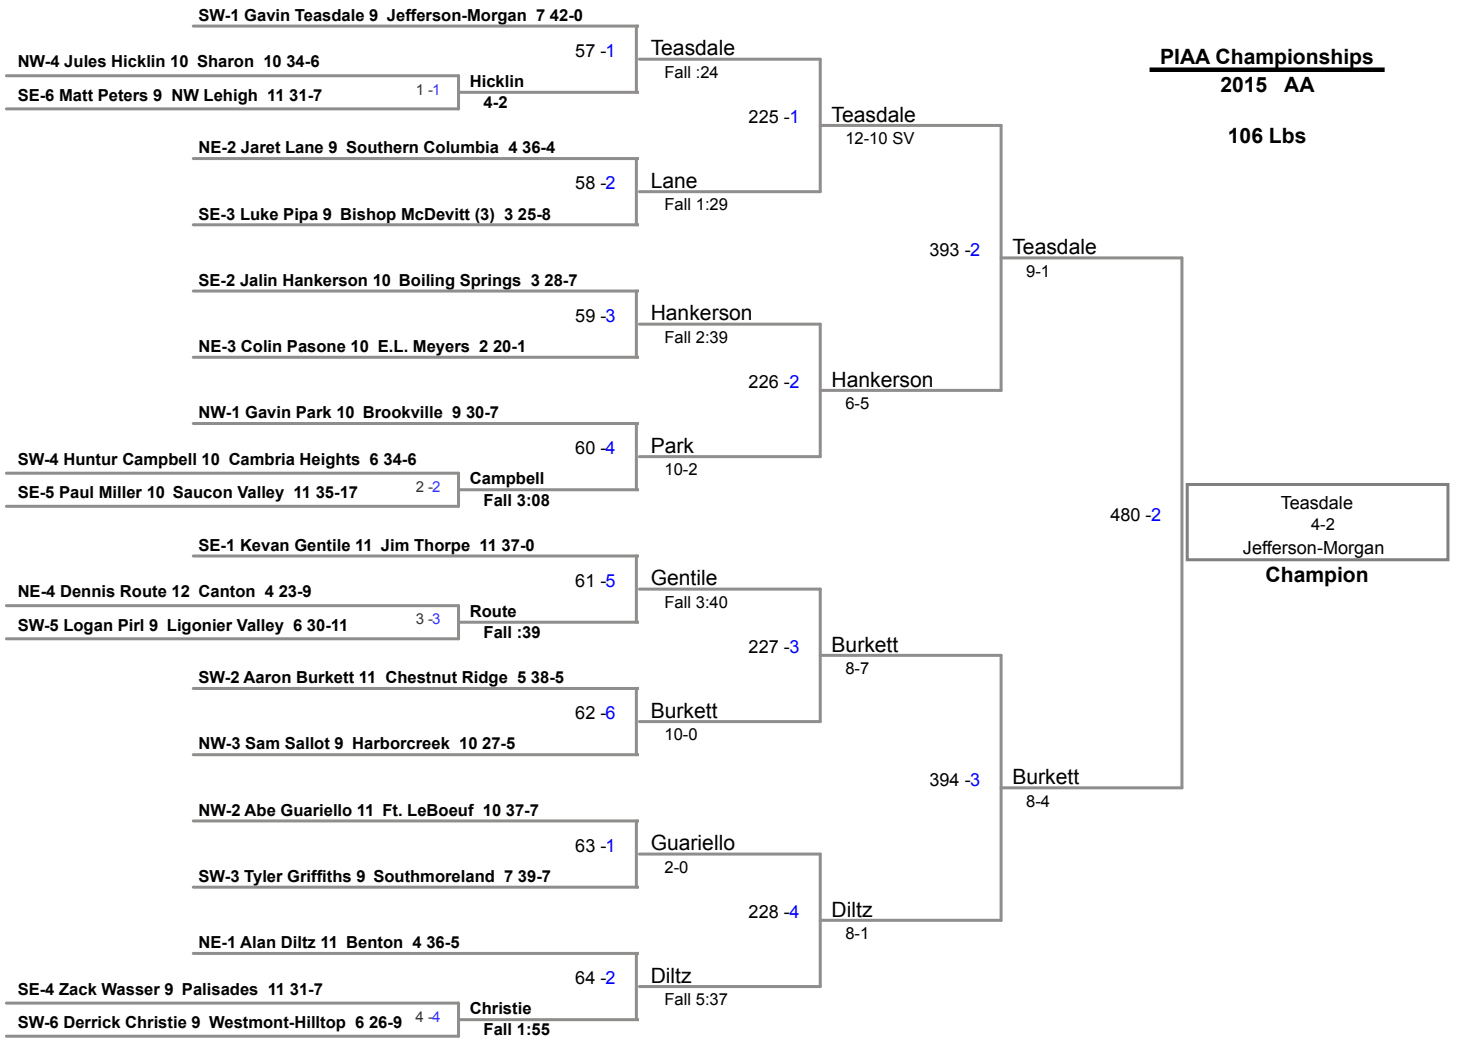 SW-1 Gavin Teasdale 9 Jefferson-Morgan 7 42-0
57 -1
Teasdale
Fall :24
PIAA Championships
2015 AA
106 Lbs
NW-4 Jules Hicklin 10 Sharon 10 34-6
1 -1
Hicklin
4-2
SE-6 Matt Peters 9 NW Lehigh 11 31-7
225 -1
Teasdale
12-10 SV
NE-2 Jaret Lane 9 Southern Columbia 4 36-4
58 -2
Lane
Fall 1:29
SE-3 Luke Pipa 9 Bishop McDevitt (3) 3 25-8
393 -2
Teasdale
9-1
SE-2 Jalin Hankerson 10 Boiling Springs 3 28-7
59 -3
Hankerson
Fall 2:39
NE-3 Colin Pasone 10 E.L. Meyers 2 20-1
226 -2
Hankerson
6-5
NW-1 Gavin Park 10 Brookville 9 30-7
60 -4
Park
10-2
SW-4 Huntur Campbell 10 Cambria Heights 6 34-6
2 -2
Campbell
Fall 3:08
SE-5 Paul Miller 10 Saucon Valley 11 35-17
480 -2
Teasdale
4-2
Jefferson-Morgan
Champion
SE-1 Kevan Gentile 11 Jim Thorpe 11 37-0
61 -5
Gentile
Fall 3:40
NE-4 Dennis Route 12 Canton 4 23-9
3 -3
Route
Fall :39
SW-5 Logan Pirl 9 Ligonier Valley 6 30-11
227 -3
Burkett
8-7
SW-2 Aaron Burkett 11 Chestnut Ridge 5 38-5
62 -6
Burkett
10-0
NW-3 Sam Sallot 9 Harborcreek 10 27-5
394 -3
Burkett
8-4
NW-2 Abe Guariello 11 Ft. LeBoeuf 10 37-7
63 -1
Guariello
2-0
SW-3 Tyler Griffiths 9 Southmoreland 7 39-7
228 -4
Diltz
8-1
NE-1 Alan Diltz 11 Benton 4 36-5
64 -2
Diltz
Fall 5:37
SE-4 Zack Wasser 9 Palisades 11 31-7
4 -4
Christie
Fall 1:55
SW-6 Derrick Christie 9 Westmont-Hilltop 6 26-9